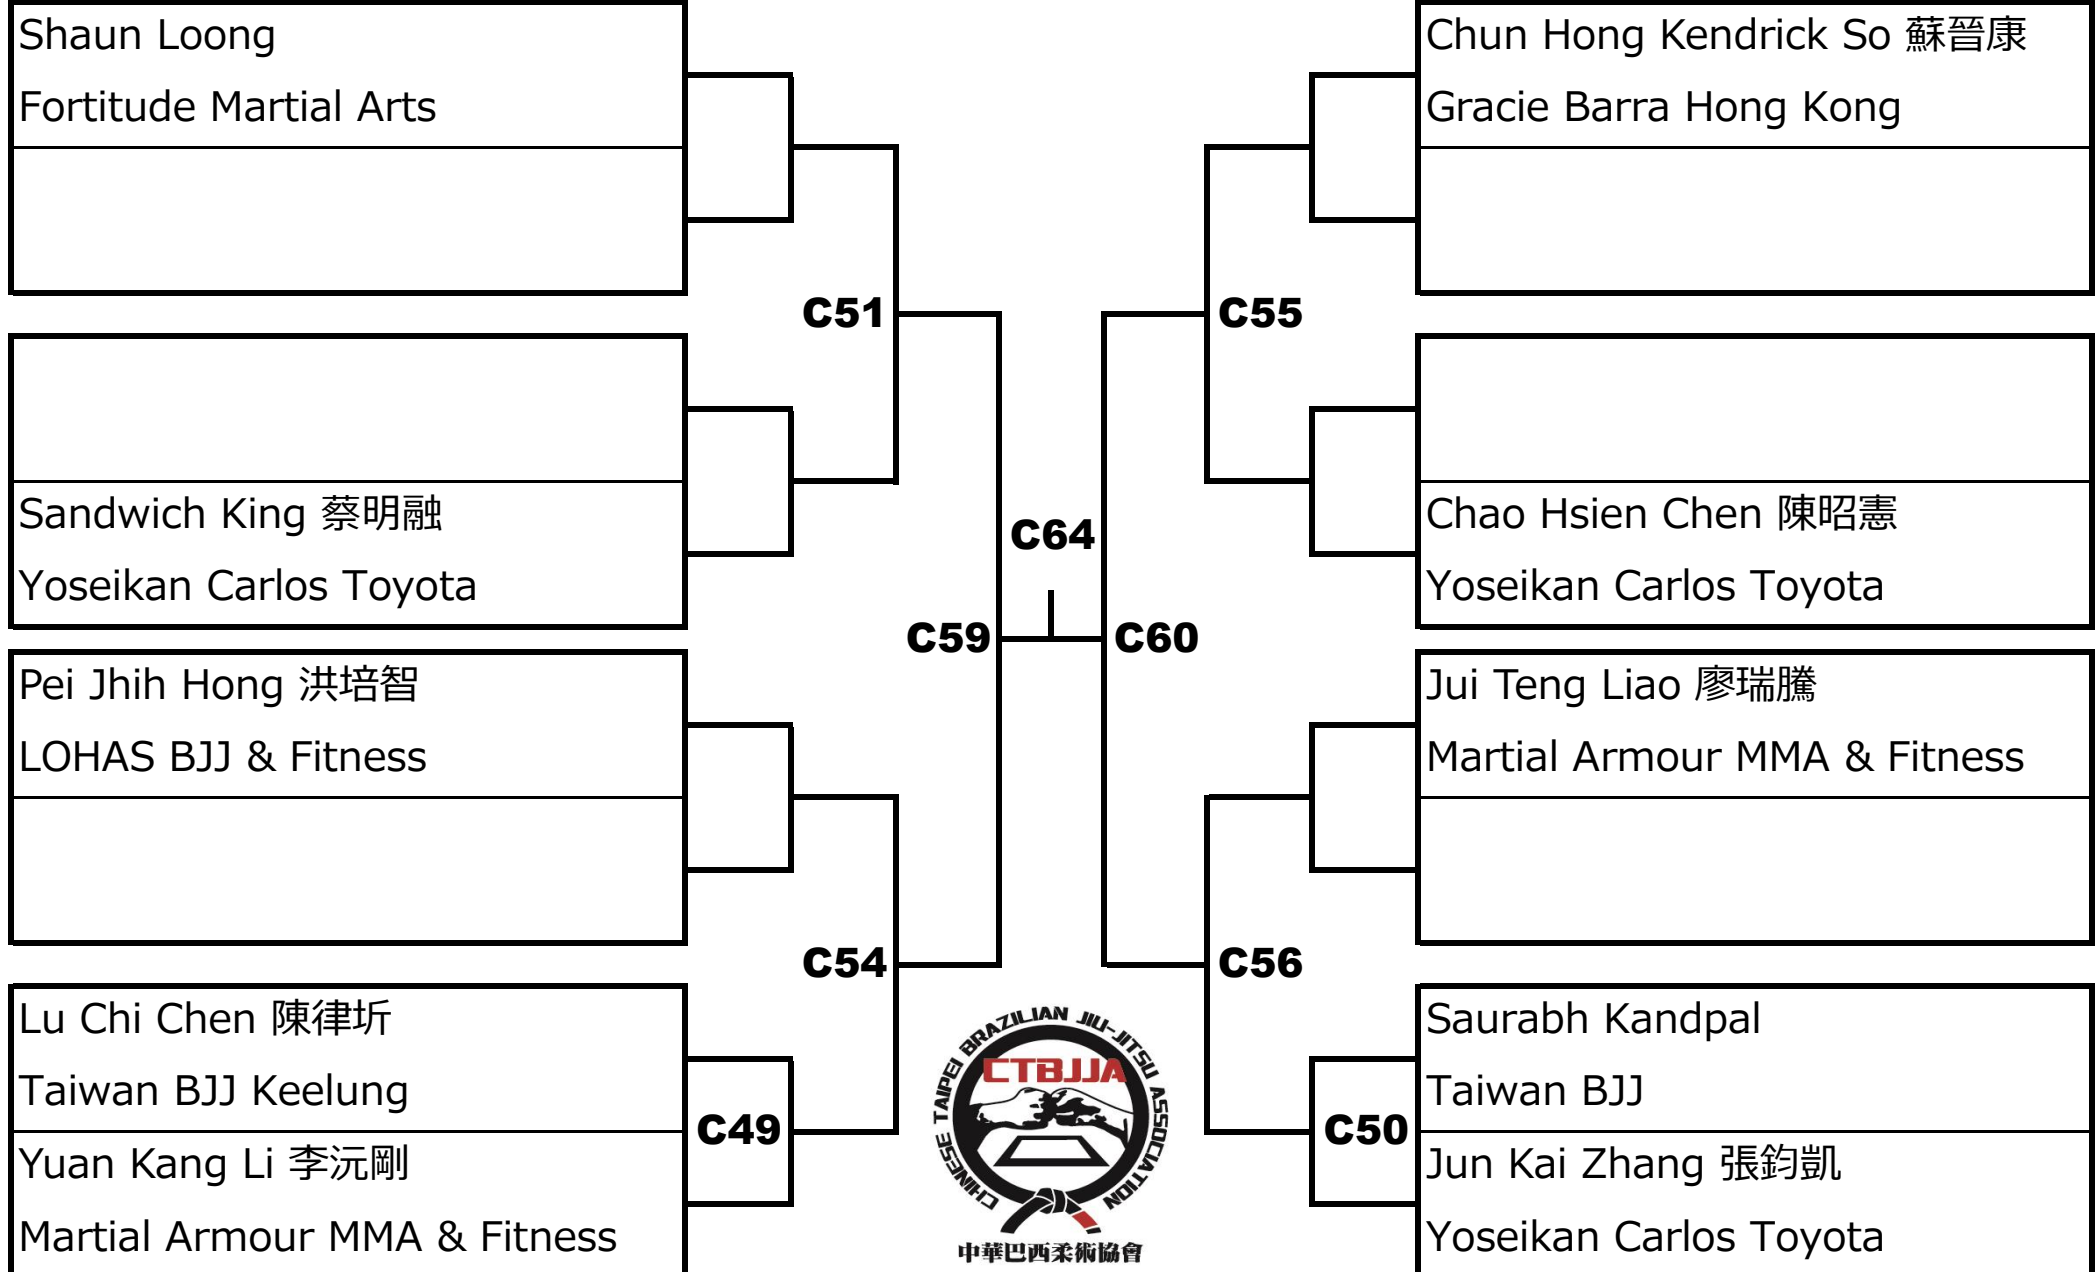 Shaun Loong
Fortitude Martial Arts
Sandwich King 蔡明融
Yoseikan Carlos Toyota
Pei Jhih Hong 洪培智
LOHAS BJJ & Fitness
Lu Chi Chen 陳律圻
Taiwan BJJ Keelung
Yuan Kang Li 李沅剛
Martial Armour MMA & Fitness
C51
C54
C49
C59
C64
C60
C55
C56
C50
Chun Hong Kendrick So 蘇晉康
Gracie Barra Hong Kong
Chao Hsien Chen 陳昭憲
Yoseikan Carlos Toyota
Jui Teng Liao 廖瑞騰
Martial Armour MMA & Fitness
Saurabh Kandpal
Taiwan BJJ
Jun Kai Zhang 張鈞凱
Yoseikan Carlos Toyota
CHINESE TAIPEI BRAZILIAN JIU-JITSU ASSOCIATION
CTBJJA
中華巴西柔術協會